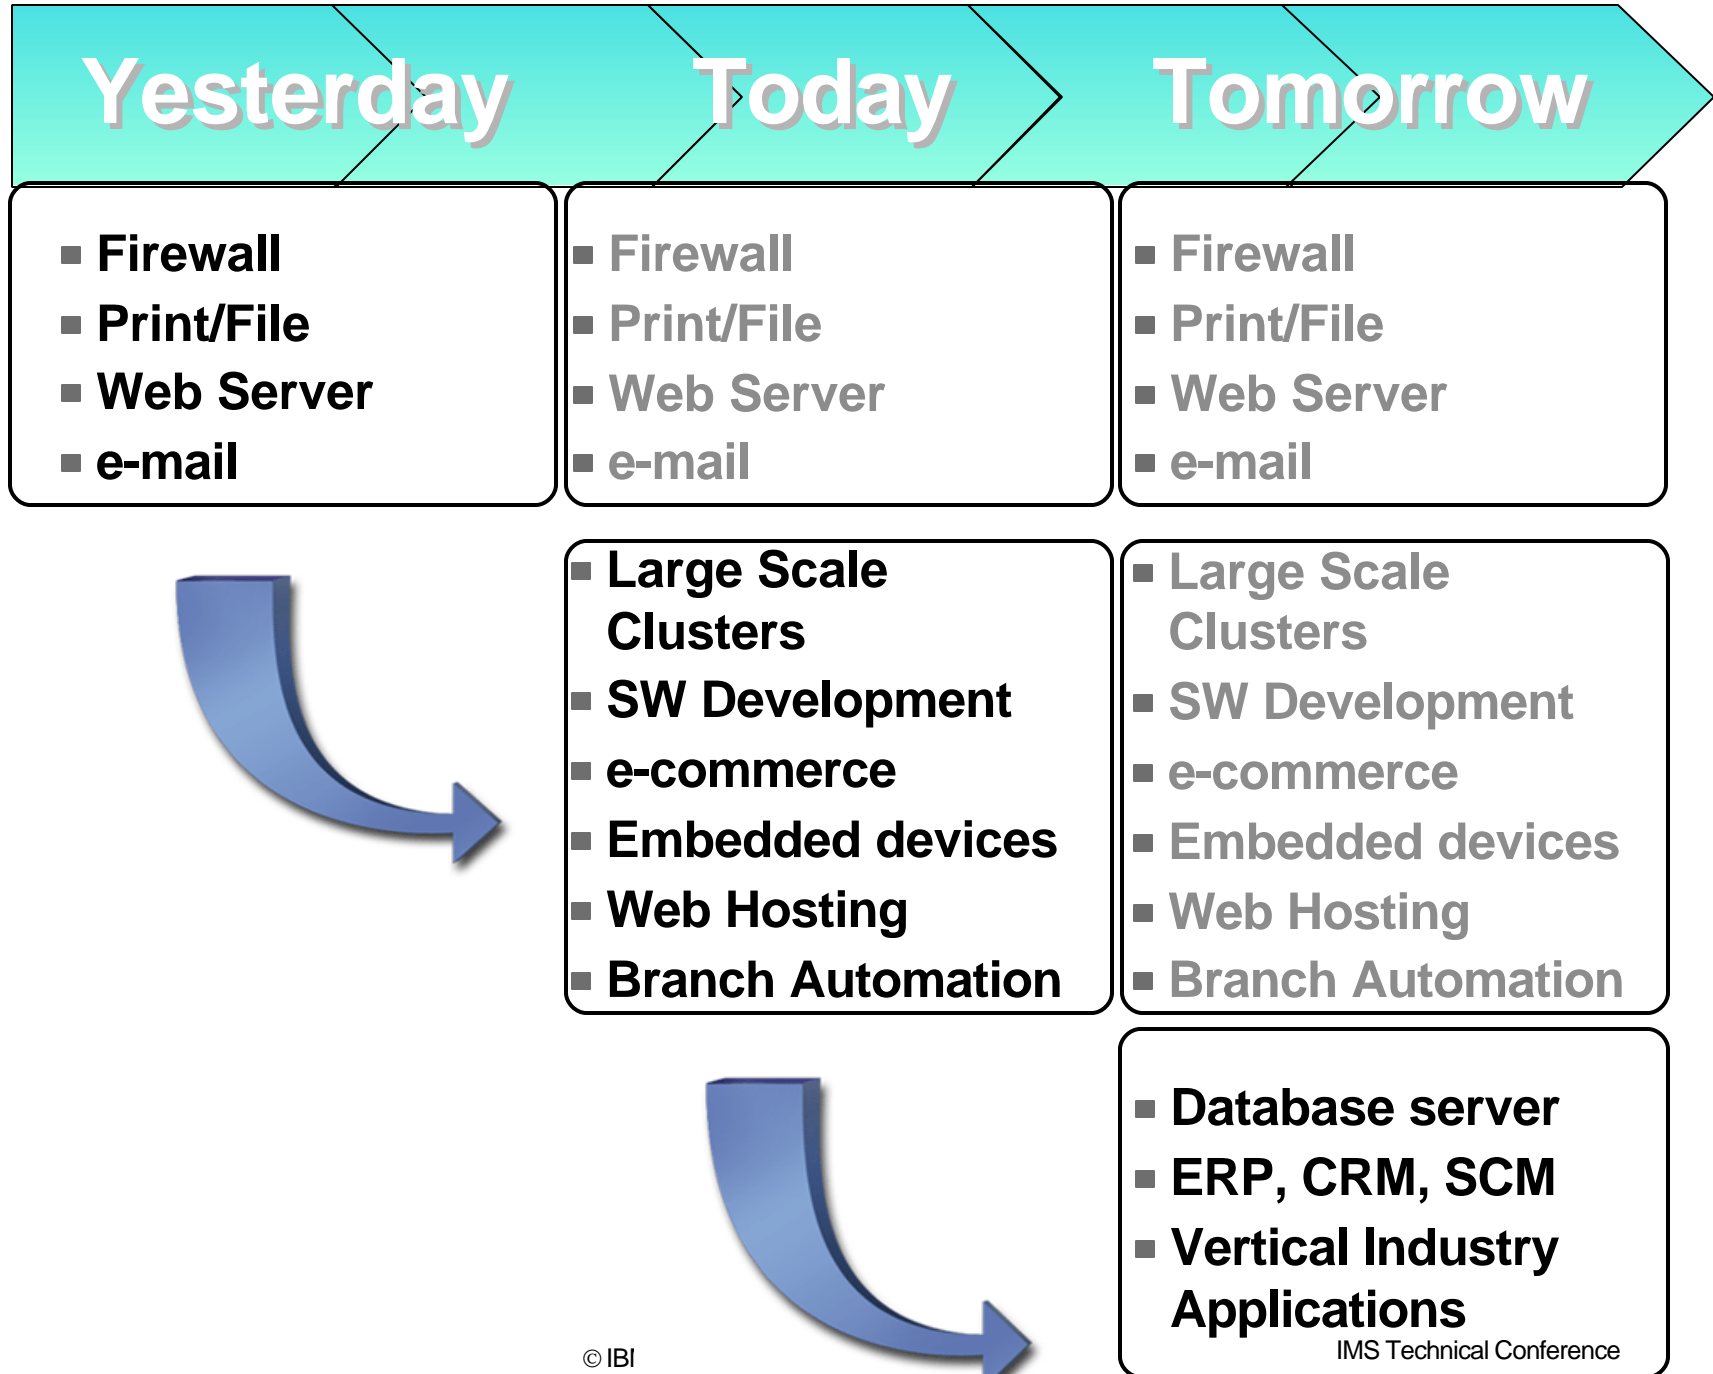 Yesterday
Today
Tomorrow
Firewall
Print/File
Web Server
e-mail
Firewall
Print/File
Web Server
e-mail
Firewall
Print/File
Web Server
e-mail
Large Scale
Clusters
SW Development
e-commerce
Embedded devices
Web Hosting
Branch Automation
Large Scale
Clusters
SW Development
e-commerce
Embedded devices
Web Hosting
Branch Automation
Database server
ERP, CRM, SCM
Vertical Industry
Applications
IMS Technical Conference
©